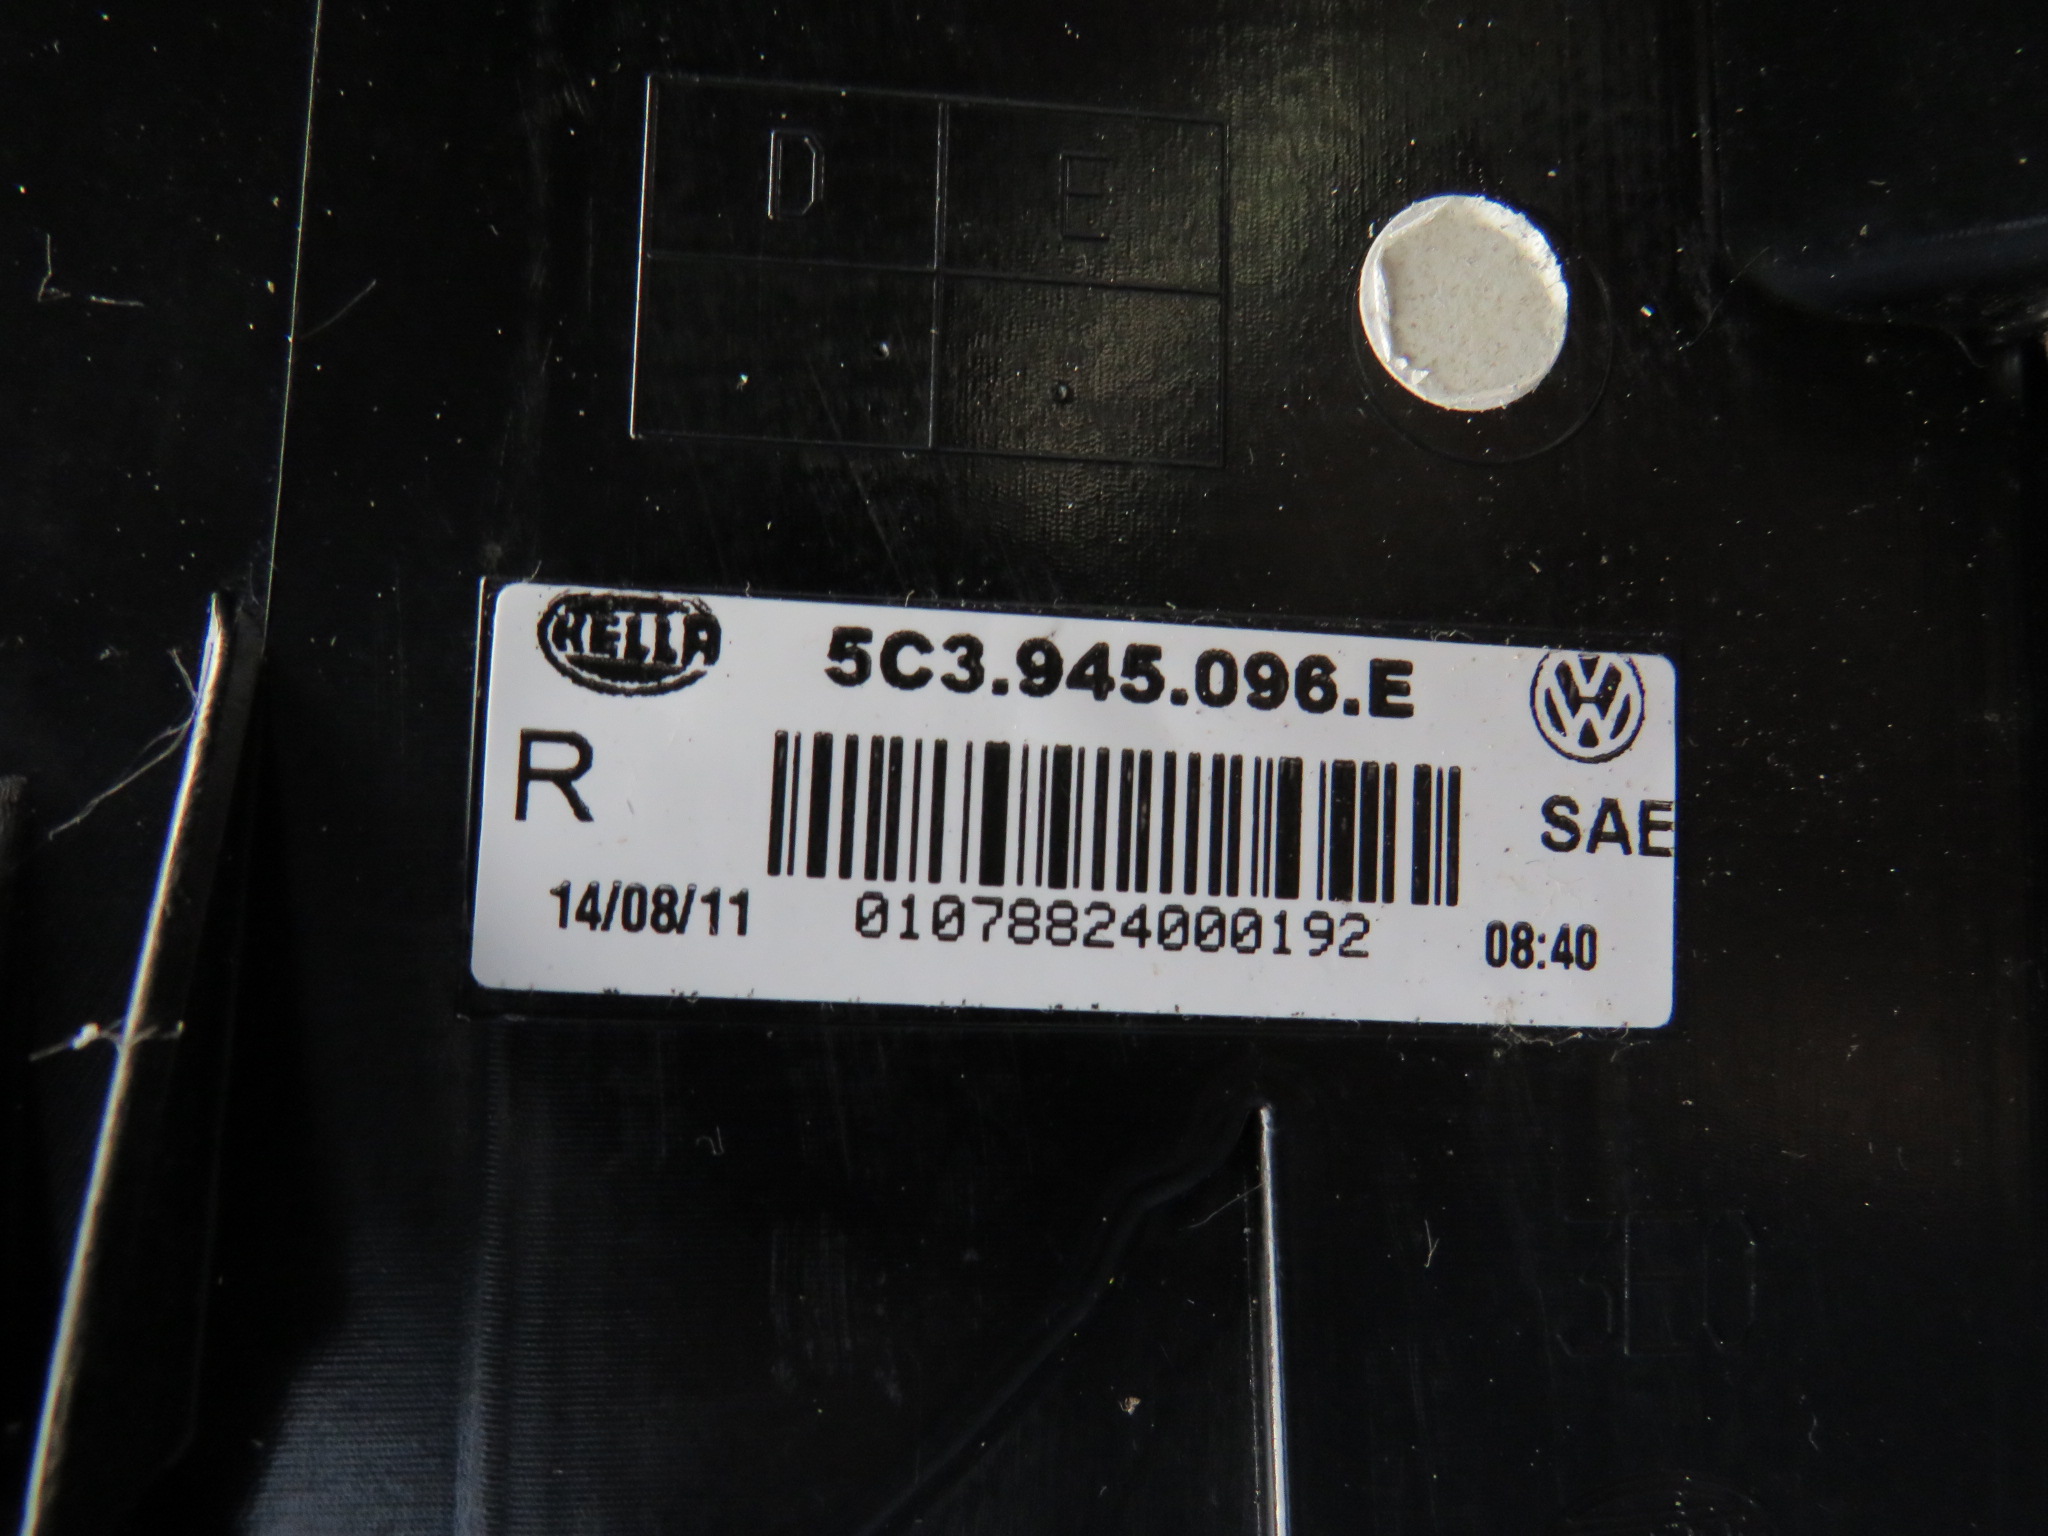 D E
HELLA 5C3.945.096.E
R SAE
14/08/11 01078824000192 08:40